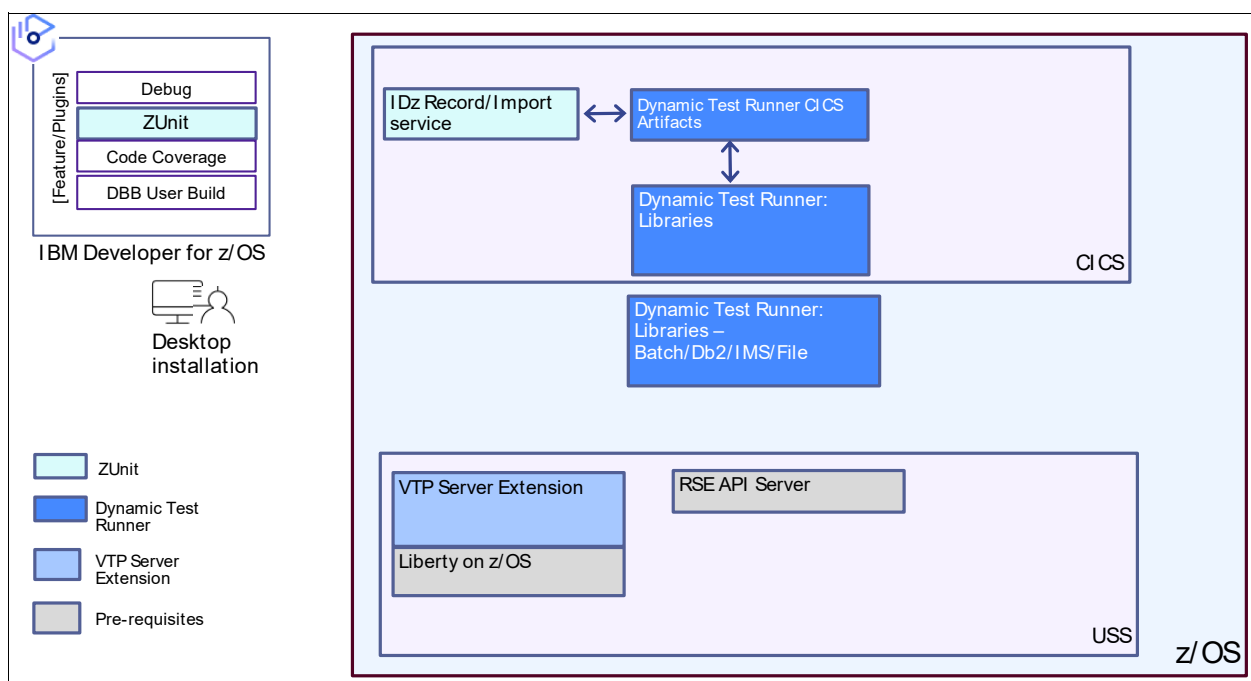 [Feature/Plugins]
Debug
ZUnit
Code Coverage
DBB User Build
IBM Developer for z/OS
Desktop
installation
ZUnit
Dynamic Test
Runner
VTP Server
Extension
Pre-requisites
IDz Record/Import
service
Dynamic Test Runner CICS
Artifacts
Dynamic Test Runner:
Libraries
CICS
Dynamic Test Runner:
Libraries –
Batch/Db2/IMS/File
VTP Server Extension
Liberty on z/OS
RSE API Server
USS
z/OS